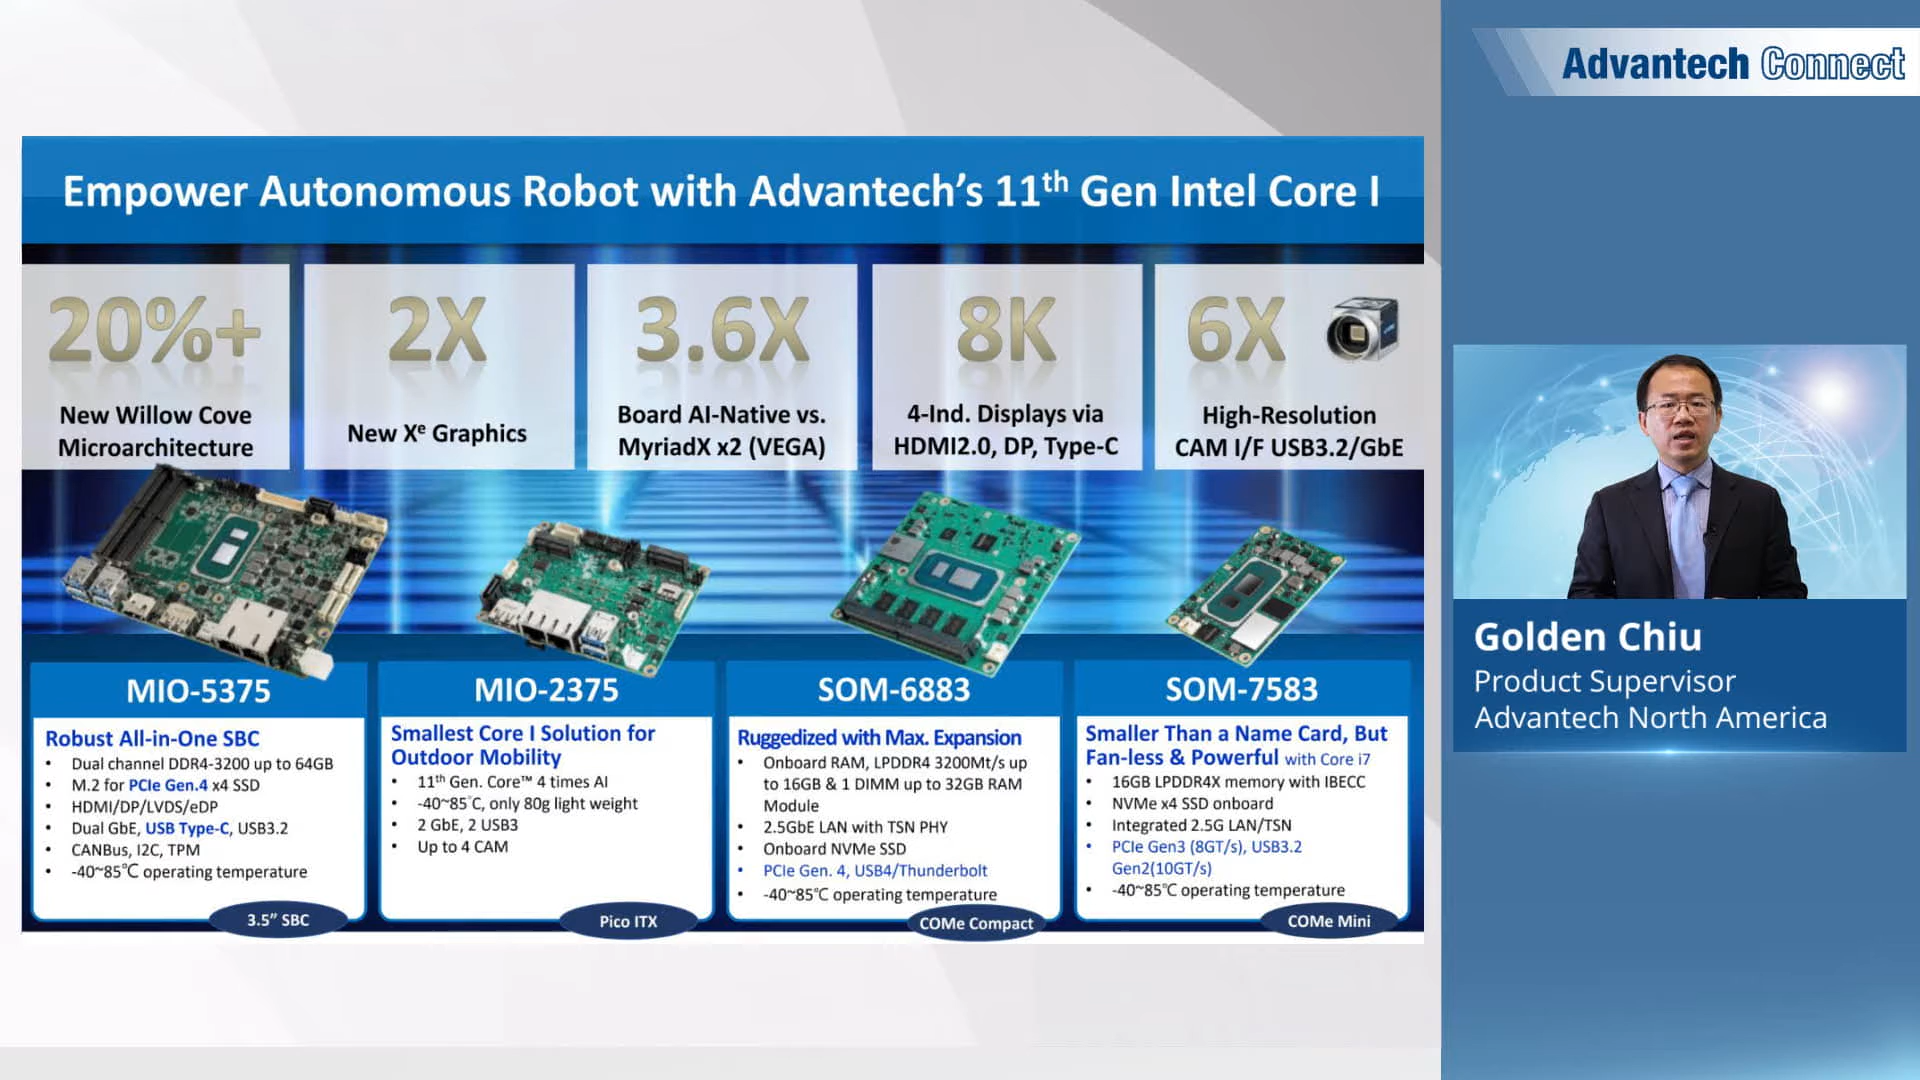 Advantech Connect
Empower Autonomous Robot with Advantech's 11th Gen Intel Core I
20%+
New Willow Cove
Microarchitecture
2X
New Xe Graphics
3.6X
Board AI-Native vs.
MyriadX x2 (VEGA)
8K
4-Ind. Displays via
HDMI2.0, DP, Type-C
6X
High-Resolution
CAM I/F USB3.2/GbE
MIO-5375
Robust All-in-One SBC
• Dual channel DDR4-3200 up to 64GB
• M.2 for PCIe Gen.4 x4 SSD
• HDMI/DP/LVDS/eDP
• Dual GbE, USB Type-C, USB3.2
• CANBus, I2C, TPM
• -40~85℃ operating temperature
3.5” SBC
MIO-2375
Smallest Core I Solution for
Outdoor Mobility
• 11th Gen. Core™ 4 times AI
• -40~85℃, only 80g light weight
• 2 GbE, 2 USB3
• Up to 4 CAM
Pico ITX
SOM-6883
Ruggedized with Max. Expansion
• Onboard RAM, LPDDR4 3200Mt/s up
to 16GB & 1 DIMM up to 32GB RAM
Module
• 2.5GbE LAN with TSN PHY
• Onboard NVMe SSD
• PCIe Gen. 4, USB4/Thunderbolt
• -40~85℃ operating temperature
COMe Compact
SOM-7583
Smaller Than a Name Card, But
Fan-less & Powerful with Core i7
• 16GB LPDDR4X memory with IBECC
• NVMe x4 SSD onboard
• Integrated 2.5G LAN/TSN
• PCIe Gen3 (8GT/s), USB3.2
Gen2(10GT/s)
• -40~85℃ operating temperature
COMe Mini
Golden Chiu
Product Supervisor
Advantech North America